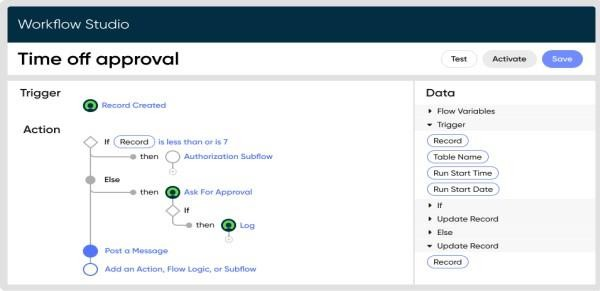 Workflow Studio
Time off approval
Test
Activate
Save
Trigger
Record Created
Action
If Record is less than or is 7
then Authorization Subflow
Else
then Ask For Approval
If
then Log
Post a Message
Add an Action, Flow Logic, or Subflow
Data
Flow Variables
Trigger
Record
Table Name
Run Start Time
Run Start Date
If
Update Record
Else
Update Record
Record